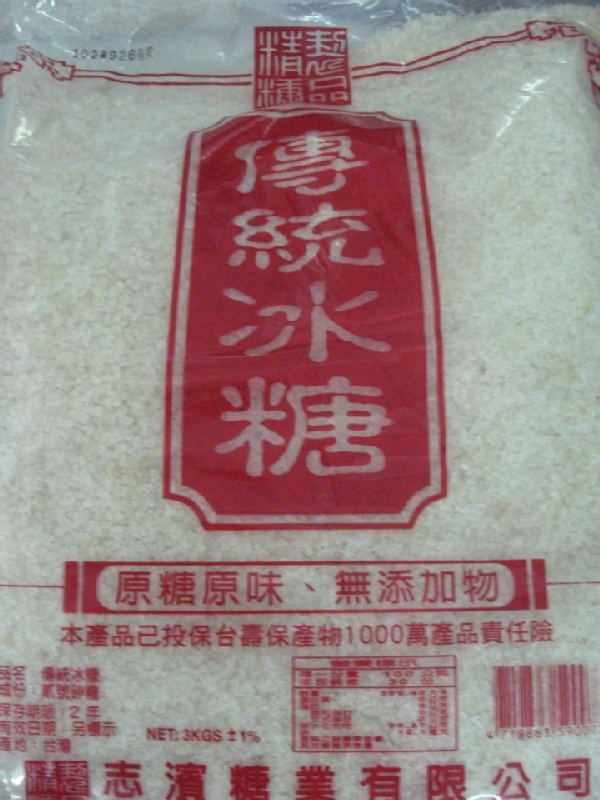 精糖製品
傳統冰糖
原糖原味、無添加物
本產品已投保台壽保產物1000萬產品責任險
品名：傳統冰糖
成份：貳號砂糖
保存期限：2年
有效日期：另標示
產地：台灣
NET: 3KGS ±1%
志濱糖業有限公司